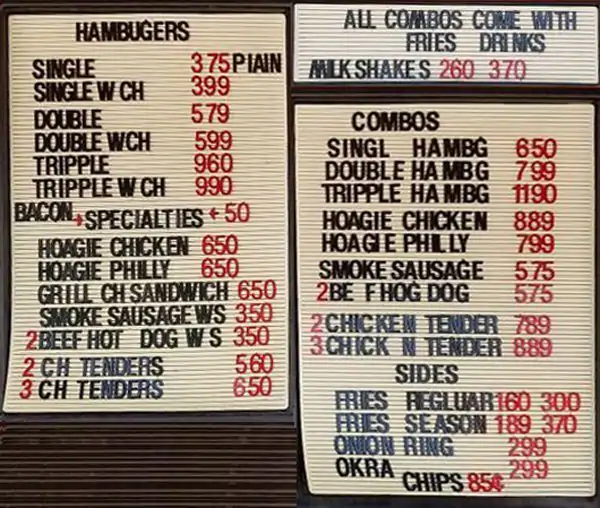 HAMBUGERS
SINGLE 375 PlAIN
SINGLE W CH 399
DOUBLE 579
DOUBLE WCH 599
TRIPPLE 960
TRIPPLE W CH 990
BACON → SPECIALTIES ← 50
HOAGIE CHICKEN 650
HOAGIE PHILLY 650
GRILL CH SANDWICH 650
SMOKE SAUSAGE WS 350
2 BEEF HOT DOG W S 350
2 CH TENDERS 560
3 CH TENDERS 650
ALL COMBOS COME WITH
FRIES DRINKS
MILKSHAKES 260 370
COMBOS
SINGL HAMBG 650
DOUBLE HAMBG 799
TRIPPLE HAMBG 1190
HOAGIE CHICKEN 889
HOAGIE PHILLY 799
SMOKE SAUSAGE 575
2 BE F HOG DOG 575
2 CHICKEN TENDER 789
3 CHICK N TENDER 889
SIDES
FRIES REGLUAR 160 300
FRIES SEASON 189 370
ONION RING 299
OKRA 299
CHIPS 85¢